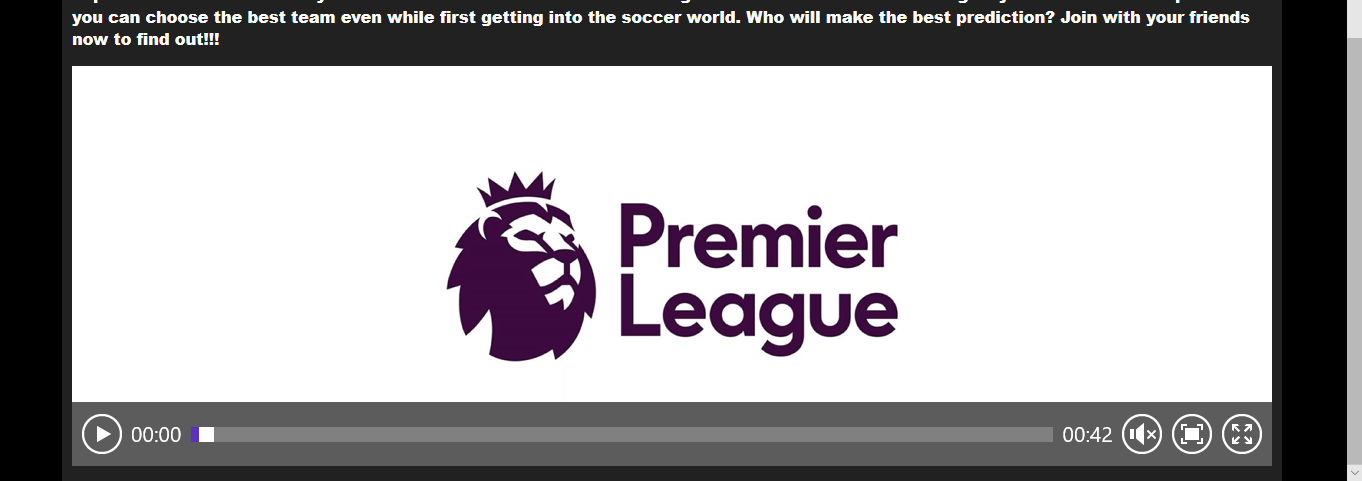 you can choose the best team even while first getting into the soccer world. Who will make the best prediction? Join with your friends
now to find out!!!
Premier
League
00:00
00:42